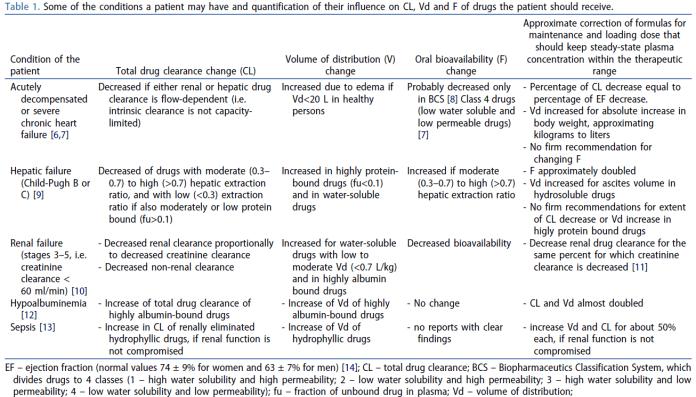 Table 1. Some of the conditions a patient may have and quantification of their influence on CL, Vd and F of drugs the patient should receive.
Condition of the patient
Total drug clearance change (CL)
Volume of distribution (V) change
Oral bioavailability (F) change
Approximate correction of formulas for maintenance and loading dose that should keep steady-state plasma concentration within the therapeutic range
Acutely decompensated or severe chronic heart failure [6,7]
Decreased if either renal or hepatic drug clearance is flow-dependent (i.e. intrinsic clearance is not capacity-limited)
Increased due to edema if Vd<20 L in healthy persons
Probably decreased only in BCS [8] Class 4 drugs (low water soluble and low permeable drugs) [7]
- Percentage of CL decrease equal to percentage of EF decrease.
- Vd increased for absolute increase in body weight, approximating kilograms to liters
- No firm recommendation for changing F
Hepatic failure (Child-Pugh B or C) [9]
Decreased of drugs with moderate (0.3–0.7) to high (>0.7) hepatic extraction ratio, and with low (<0.3) extraction ratio if also moderately or low protein bound (fu>0.1)
Increased in highly protein-bound drugs (fu<0.1) and in water-soluble drugs
Increased if moderate (0.3–0.7) to high (>0.7) hepatic extraction ratio
- F approximately doubled
- Vd increased for ascites volume in hydrosoluble drugs
- No firm recommendations for extent of CL decrease or Vd increase in higly protein bound drugs
Renal failure (stages 3–5, i.e. creatinine clearance < 60 ml/min) [10]
- Decreased renal clearance proportionally to decreased creatinine clearance
- Decreased non-renal clearance
Increased for water-soluble drugs with low to moderate Vd (<0.7 L/kg) and in highly albumin bound drugs
Decreased bioavailability
- Decrease renal drug clearance for the same percent for which creatinine clearance is decreased [11]
Hypoalbuminemia [12]
- Increase of total drug clearance of highly albumin-bound drugs
- Increase of Vd of highly albumin-bound drugs
- No change
- CL and Vd almost doubled
Sepsis [13]
- Increase in CL of renally eliminated hydrophyllic drugs, if renal function is not compromised
- Increase of Vd of hydrophyllic drugs
- no reports with clear findings
- increase Vd and CL for about 50% each, if renal function is not compromised
EF – ejection fraction (normal values 74 ± 9% for women and 63 ± 7% for men) [14]; CL – total drug clearance; BCS – Biopharmaceutics Classification System, which
divides drugs to 4 classes (1 – high water solubility and high permeability; 2 – low water solubility and high permeability; 3 – high water solubility and low
permeability; 4 – low water solubility and low permeability); fu – fraction of unbound drug in plasma; Vd – volume of distribution;